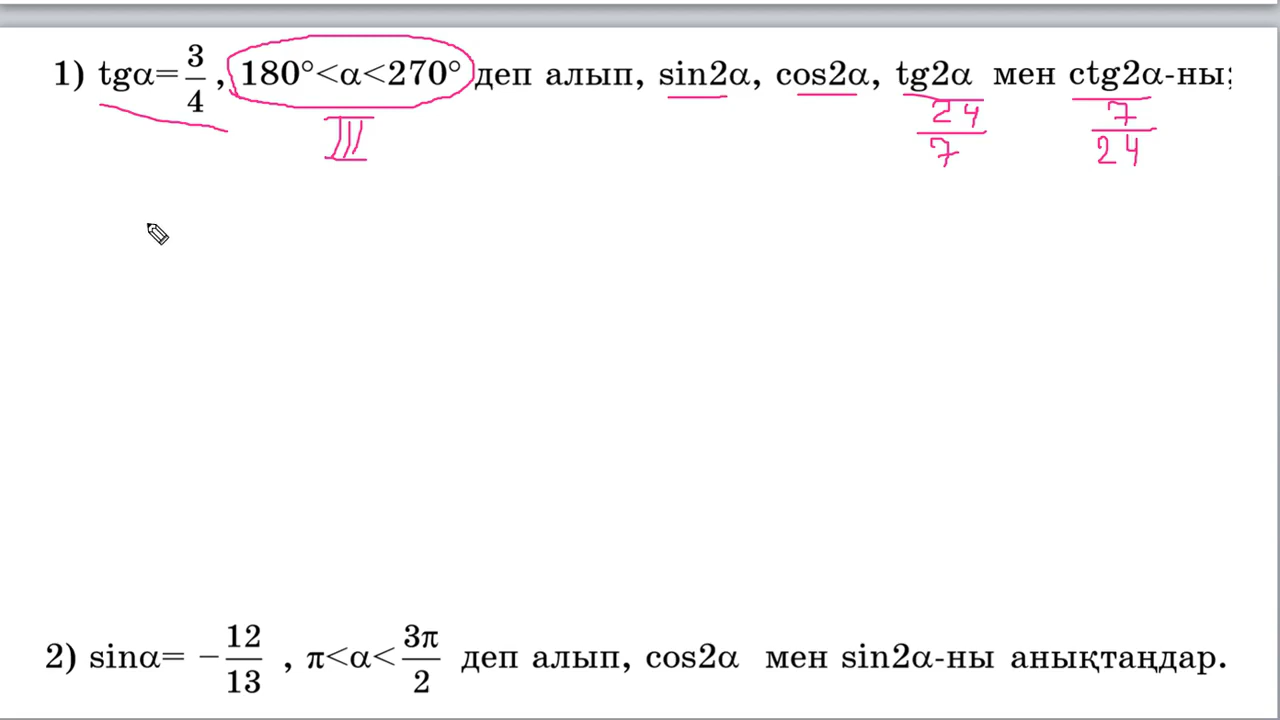 1) tgα=3/4, 180°<α<270° деп алып, sin2α, cos2α, tg2α мен ctg2α-ның
III 24/7 7/24
2) sinα= −12/13 , π<α<3π/2 деп алып, cos2α мен sin2α-ны анықтаңдар.